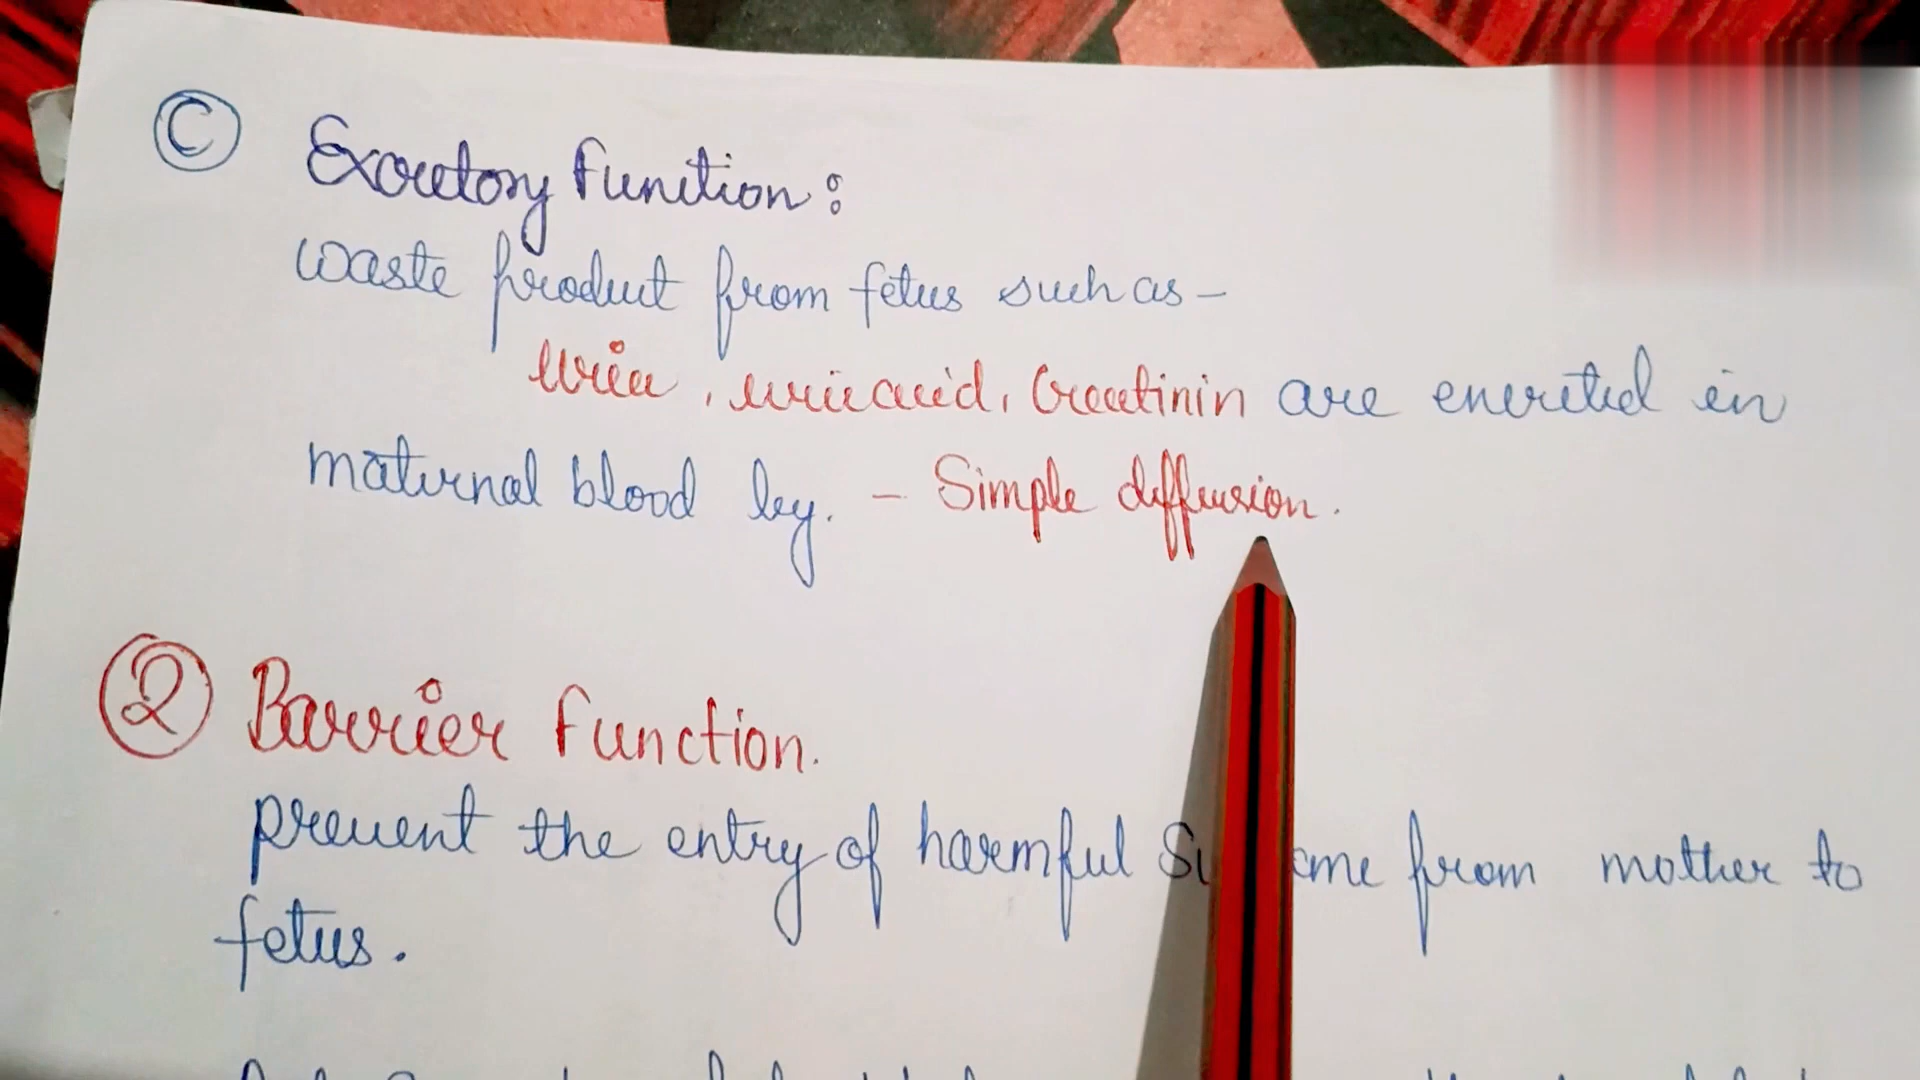 C Excretory function :
waste product from fetus such as –
urea , uric acid, Creatinin are excreted in
maternal blood by. – Simple diffusion.
2 Barrier function.
prevent the entry of harmful from mother to
fetus.